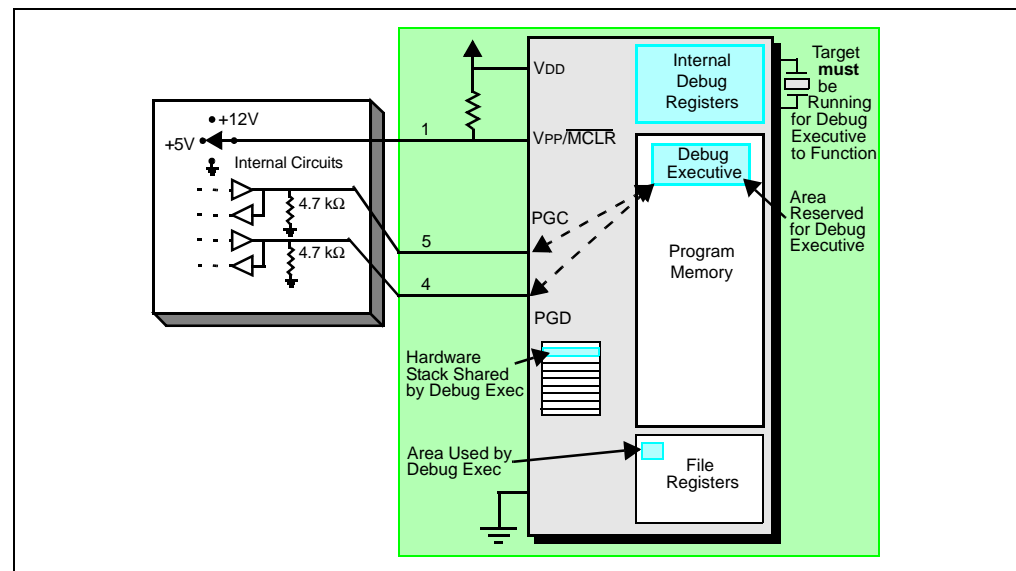 +12V
+5V
Internal Circuits
4.7 kΩ
4.7 kΩ
1
5
4
VDD
VPP/MCLR
PGC
PGD
Internal
Debug
Registers
Debug
Executive
Program
Memory
File
Registers
Target
must
be
Running
for Debug
Executive
to Function
Area
Reserved
for Debug
Executive
Hardware
Stack Shared
by Debug Exec
Area Used by
Debug Exec